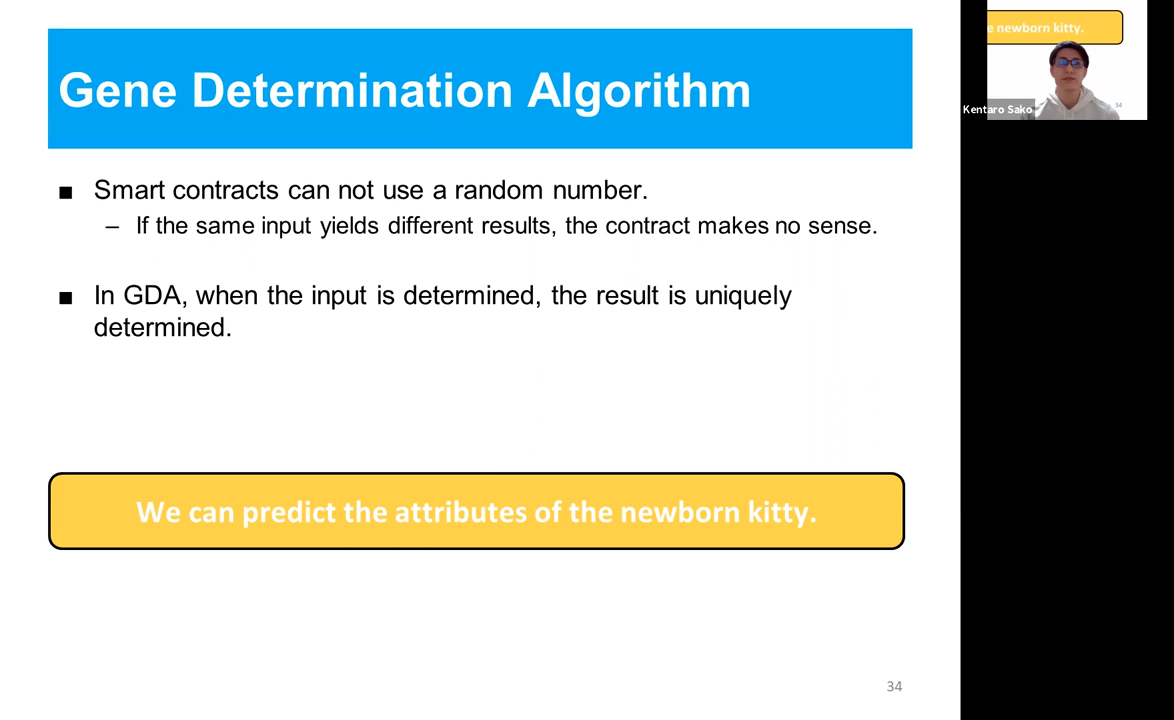 Gene Determination Algorithm
■ Smart contracts can not use a random number.
– If the same input yields different results, the contract makes no sense.
■ In GDA, when the input is determined, the result is uniquely
determined.
We can predict the attributes of the newborn kitty.
34
newborn kitty.
34
Kentaro Sako